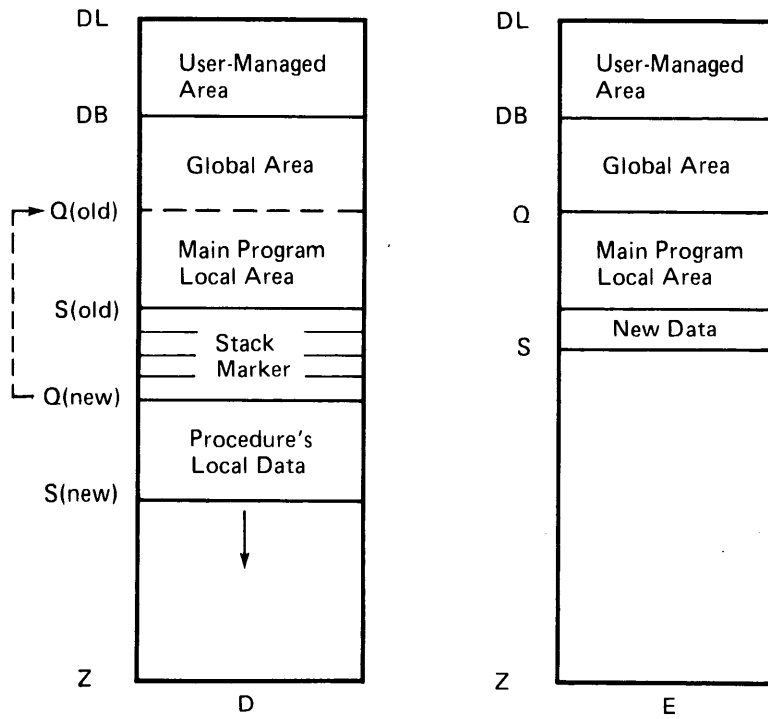 DL
User-Managed
Area
DB
Global Area
Q(old)
Main Program
Local Area
S(old)
Stack
Marker
Q(new)
Procedure's
Local Data
S(new)
Z
D
DL
User-Managed
Area
DB
Global Area
Q
Main Program
Local Area
New Data
S
Z
E